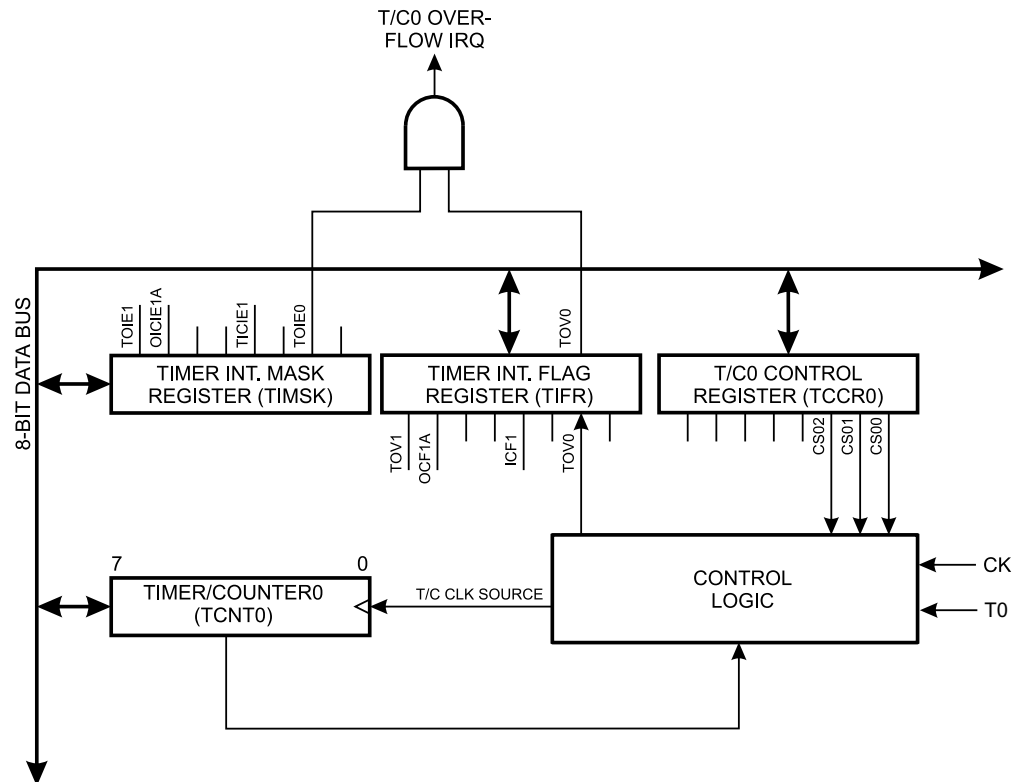 T/C0 OVER-
FLOW IRQ
8-BIT DATA BUS
TOIE1
OICIE1A
TICIE1
TOIE0
TOV0
TIMER INT. MASK
REGISTER (TIMSK)
TIMER INT. FLAG
REGISTER (TIFR)
T/C0 CONTROL
REGISTER (TCCR0)
TOV1
OCF1A
ICF1
TOV0
CS02
CS01
CS00
7
0
TIMER/COUNTER0
(TCNT0)
T/C CLK SOURCE
CONTROL
LOGIC
CK
T0